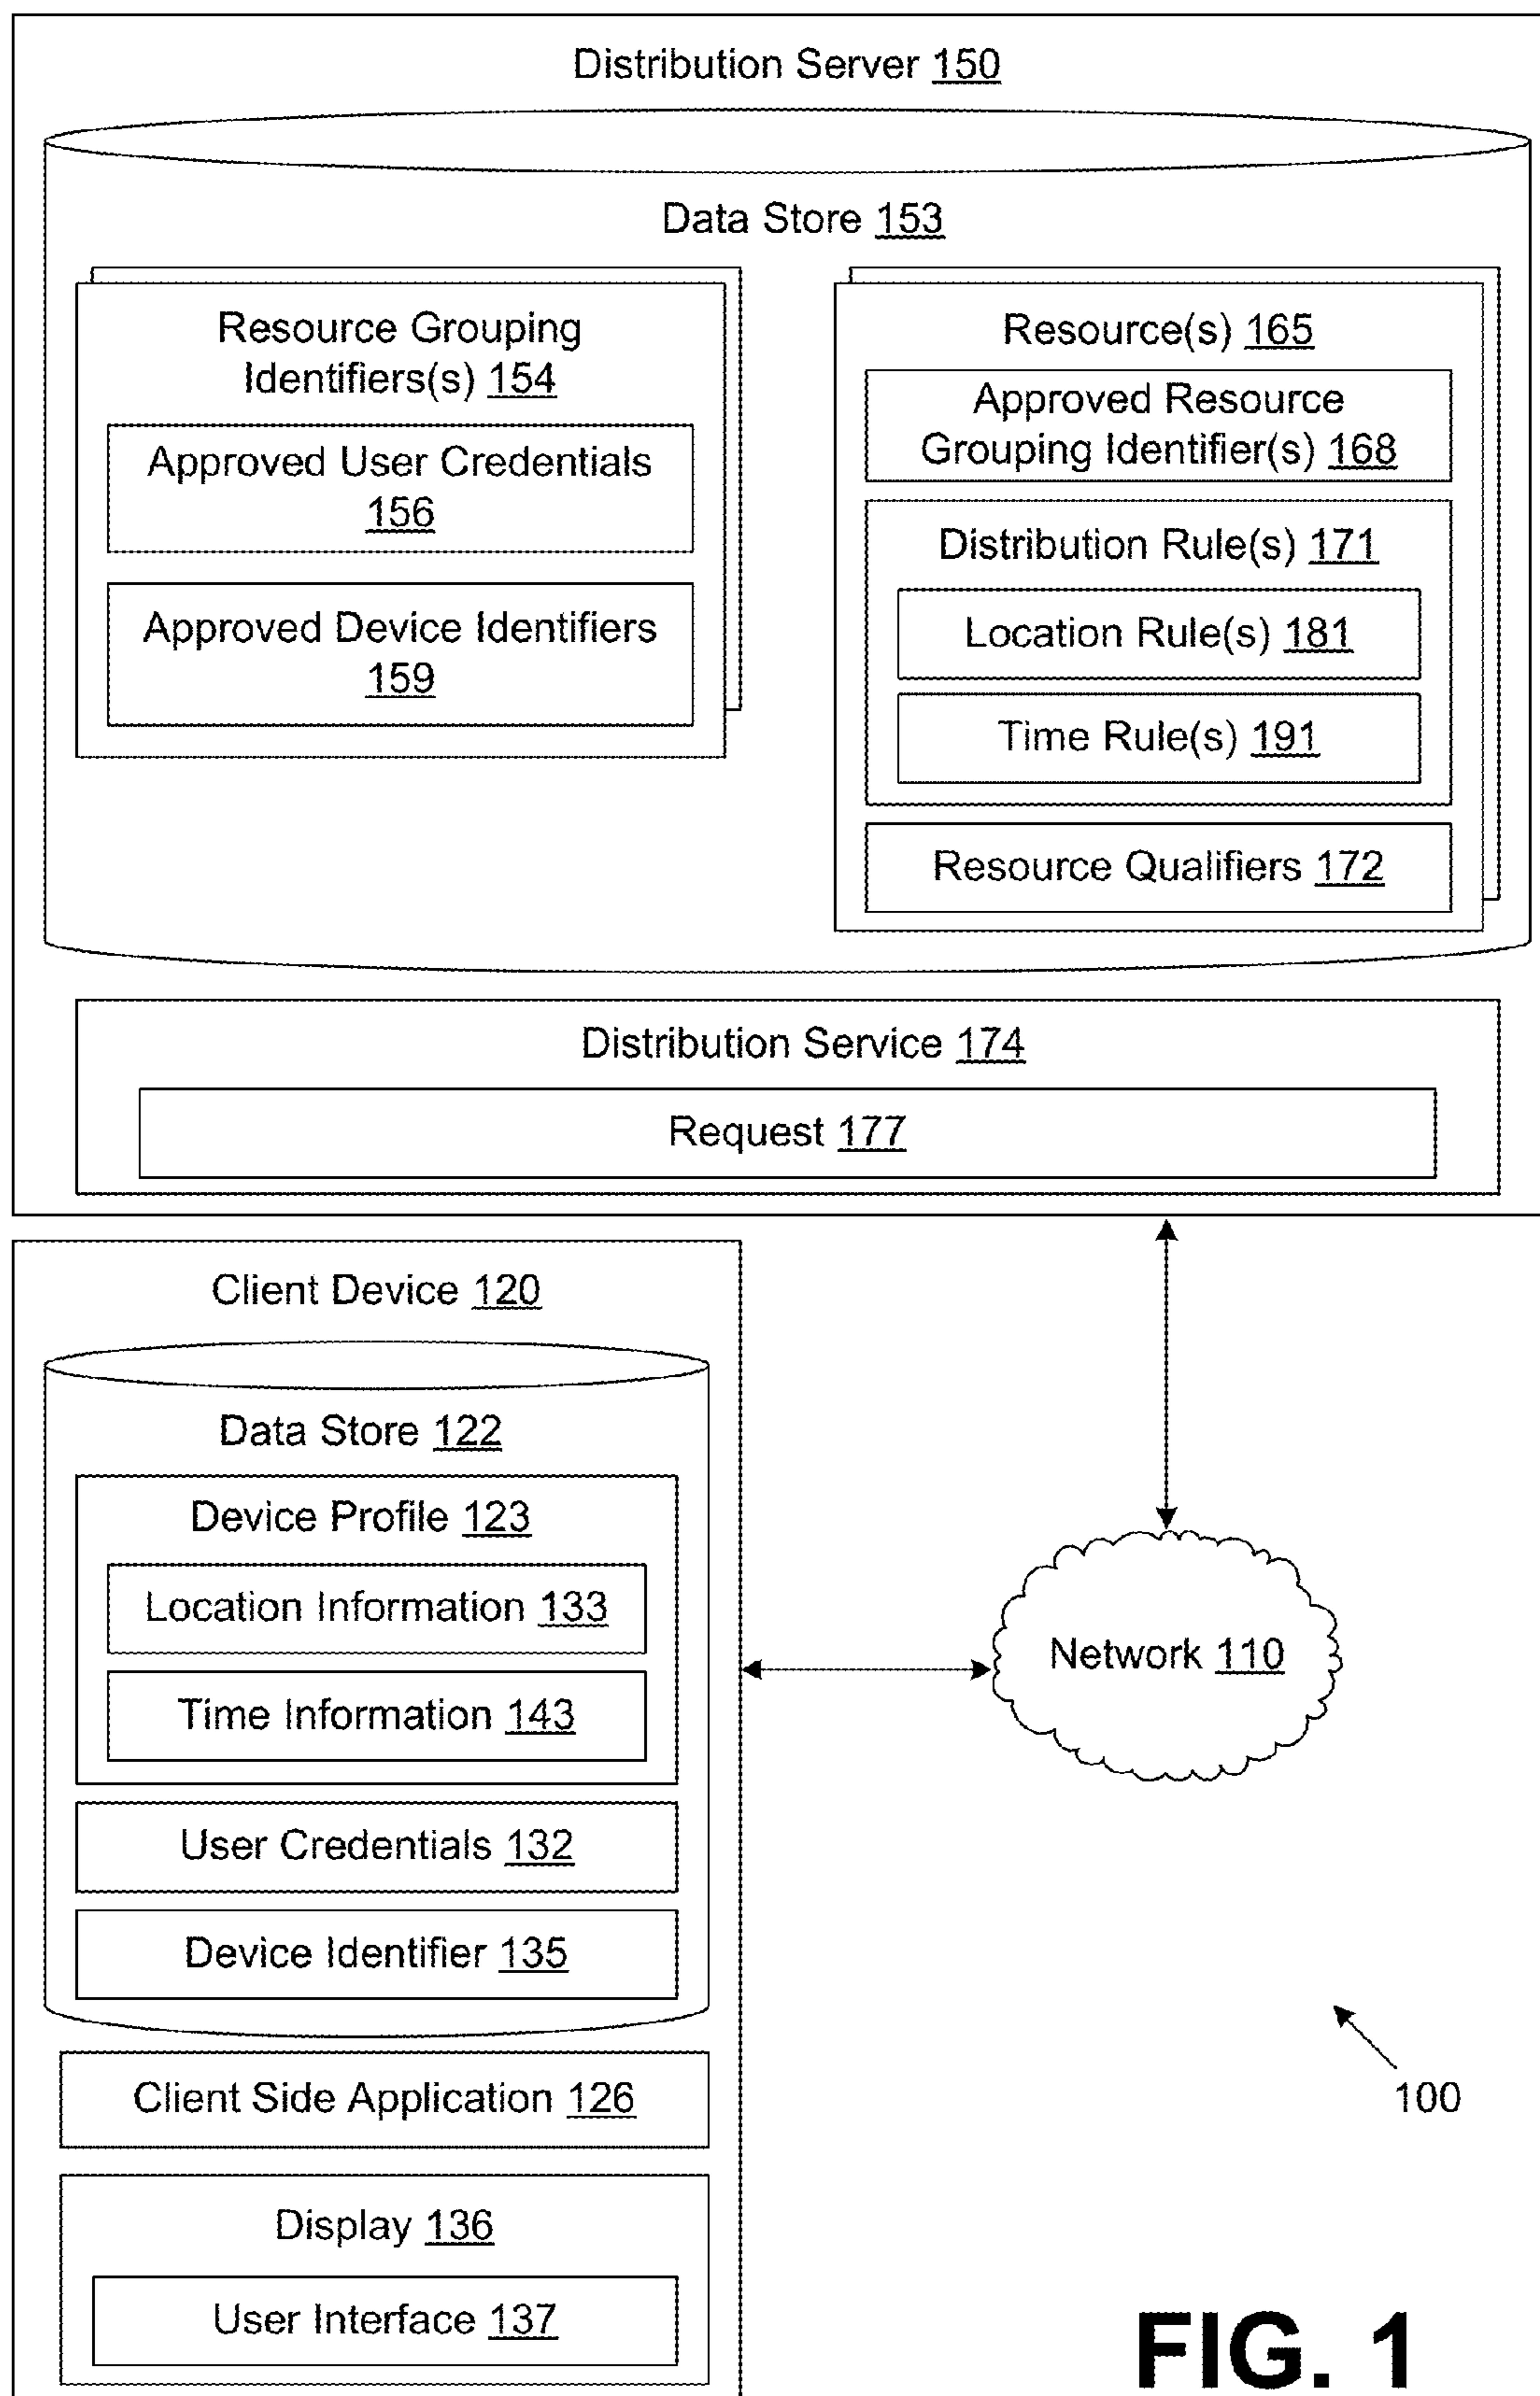 Distribution Server 150
Data Store 153
Resource Grouping
Identifiers(s) 154
Approved User Credentials
156
Approved Device Identifiers
159
Resource(s) 165
Approved Resource
Grouping Identifier(s) 168
Distribution Rule(s) 171
Location Rule(s) 181
Time Rule(s) 191
Resource Qualifiers 172
Distribution Service 174
Request 177
Client Device 120
Data Store 122
Device Profile 123
Location Information 133
Time Information 143
User Credentials 132
Device Identifier 135
Client Side Application 126
Display 136
User Interface 137
Network 110
100
FIG. 1